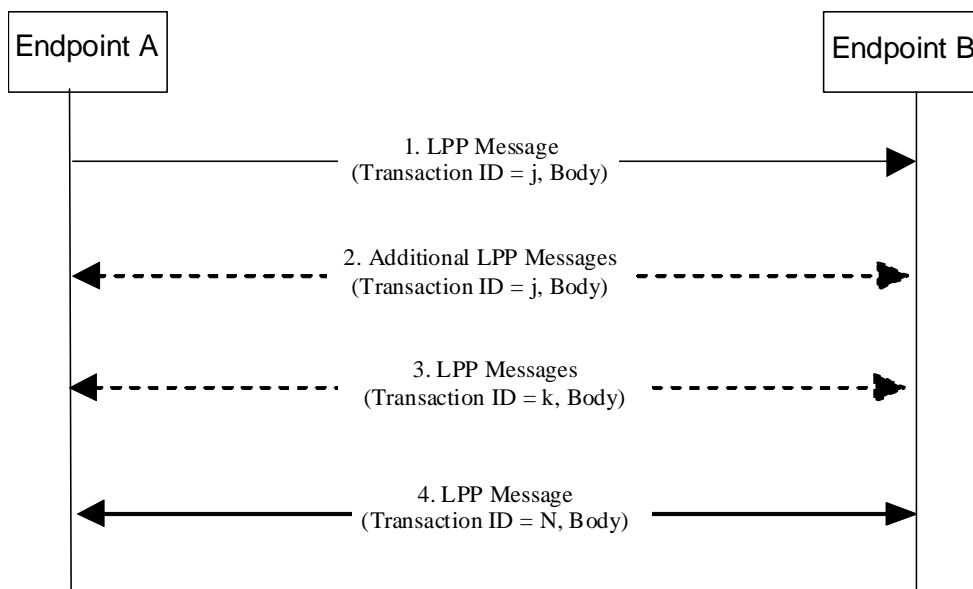 Endpoint A
Endpoint B
1. LPP Message
(Transaction ID = j, Body)
2. Additional LPP Messages
(Transaction ID = j, Body)
3. LPP Messages
(Transaction ID = k, Body)
4. LPP Message
(Transaction ID = N, Body)